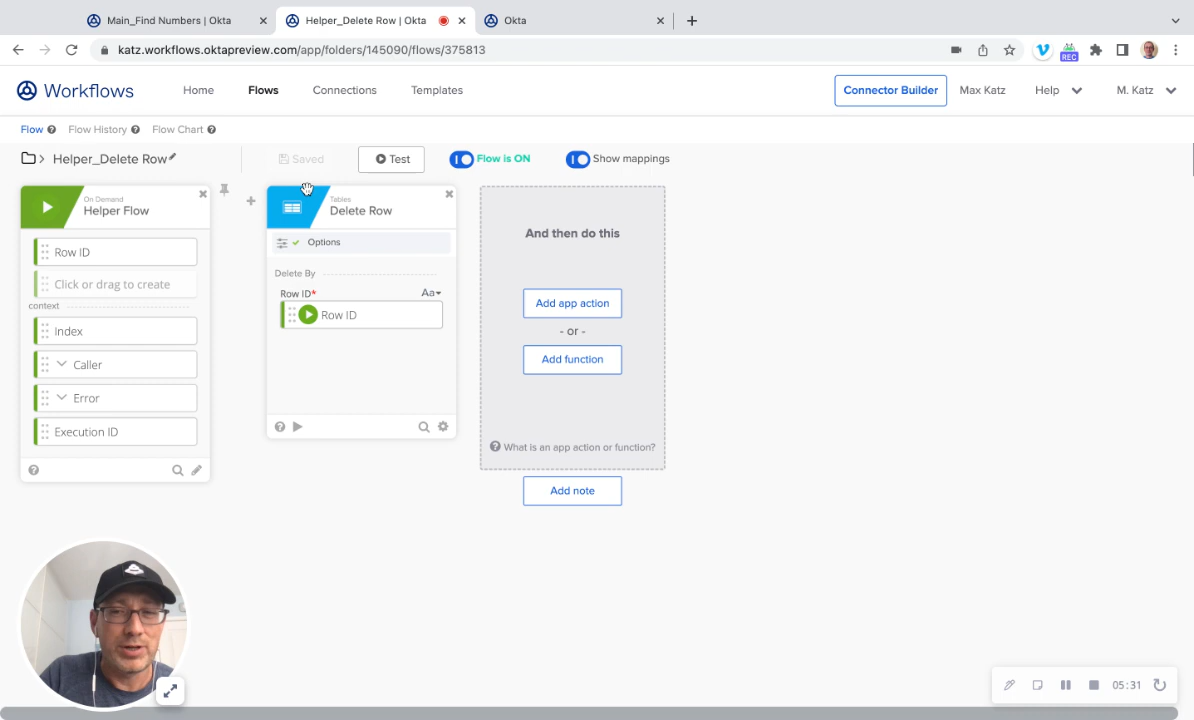 Main_Find Numbers | Okta
Helper_Delete Row | Okta
Okta
katz.workflows.oktapreview.com/app/folders/145090/flows/375813
REC
Workflows
Home
Flows
Connections
Templates
Connector Builder
Max Katz
Help
M. Katz
Flow
Flow History
Flow Chart
Helper_Delete Row
Saved
Test
Flow is ON
Show mappings
On Demand
Helper Flow
Row ID
Click or drag to create
context
Index
Caller
Error
Execution ID
Tables
Delete Row
Options
Delete By
Row ID*
Aa
Row ID
And then do this
Add app action
- or -
Add function
What is an app action or function?
Add note
05:31